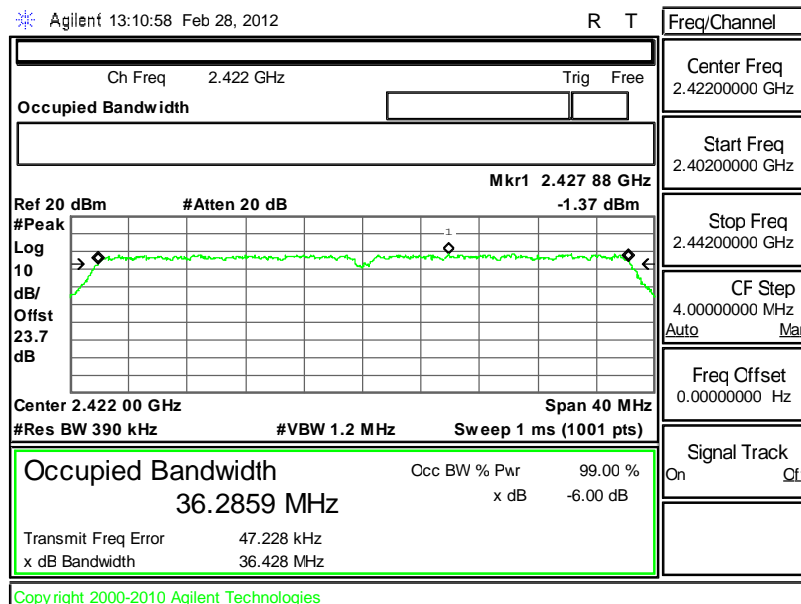 Agilent 13:10:58 Feb 28, 2012 R T
Ch Freq 2.422 GHz Trig Free
Occupied Bandwidth
Mkr1 2.427 88 GHz
Ref 20 dBm #Atten 20 dB -1.37 dBm
#Peak
Log
10
dB/
Offst
23.7
dB
1
Center 2.422 00 GHz Span 40 MHz
#Res BW 390 kHz #VBW 1.2 MHz Sweep 1 ms (1001 pts)
Occupied Bandwidth Occ BW % Pwr 99.00 %
36.2859 MHz x dB -6.00 dB
Transmit Freq Error 47.228 kHz
x dB Bandwidth 36.428 MHz
Copyright 2000-2010 Agilent Technologies
Freq/Channel
Center Freq
2.42200000 GHz
Start Freq
2.40200000 GHz
Stop Freq
2.44200000 GHz
CF Step
4.00000000 MHz
Auto
Freq Offset
0.00000000 Hz
Signal Track
On